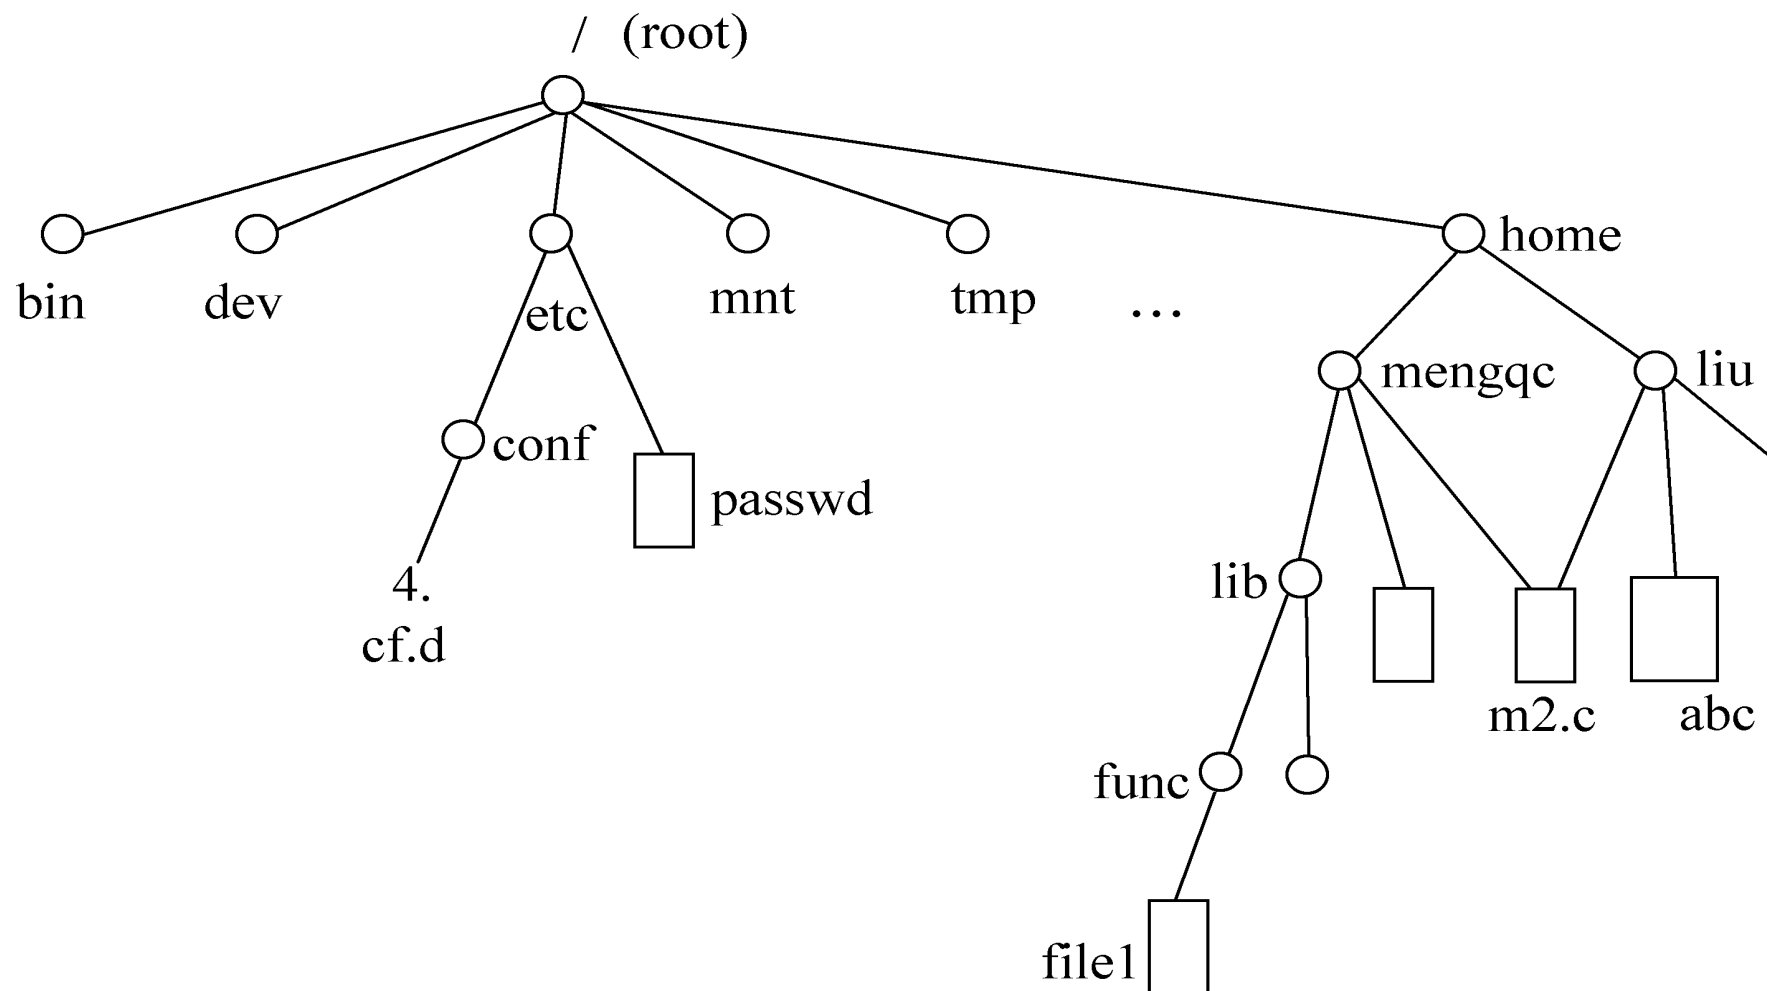 / (root)
home
bin
dev
etc
mnt
tmp
...
mengqc
liu
conf
passwd
4.
cf.d
lib
m2.c
abc
func
file1